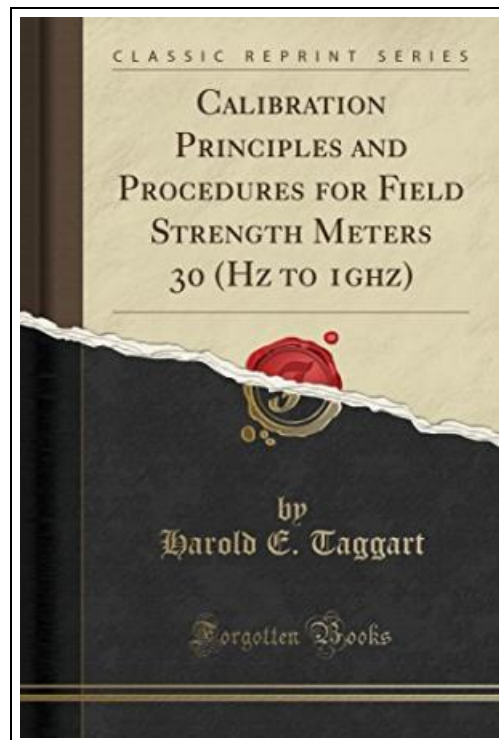 CLASSIC REPRINT SERIES
CALIBRATION
PRINCIPLES AND
PROCEDURES FOR FIELD
STRENGTH METERS
30 (HZ TO 1GHZ)
by
Harold E. Taggart
Forgotten Books